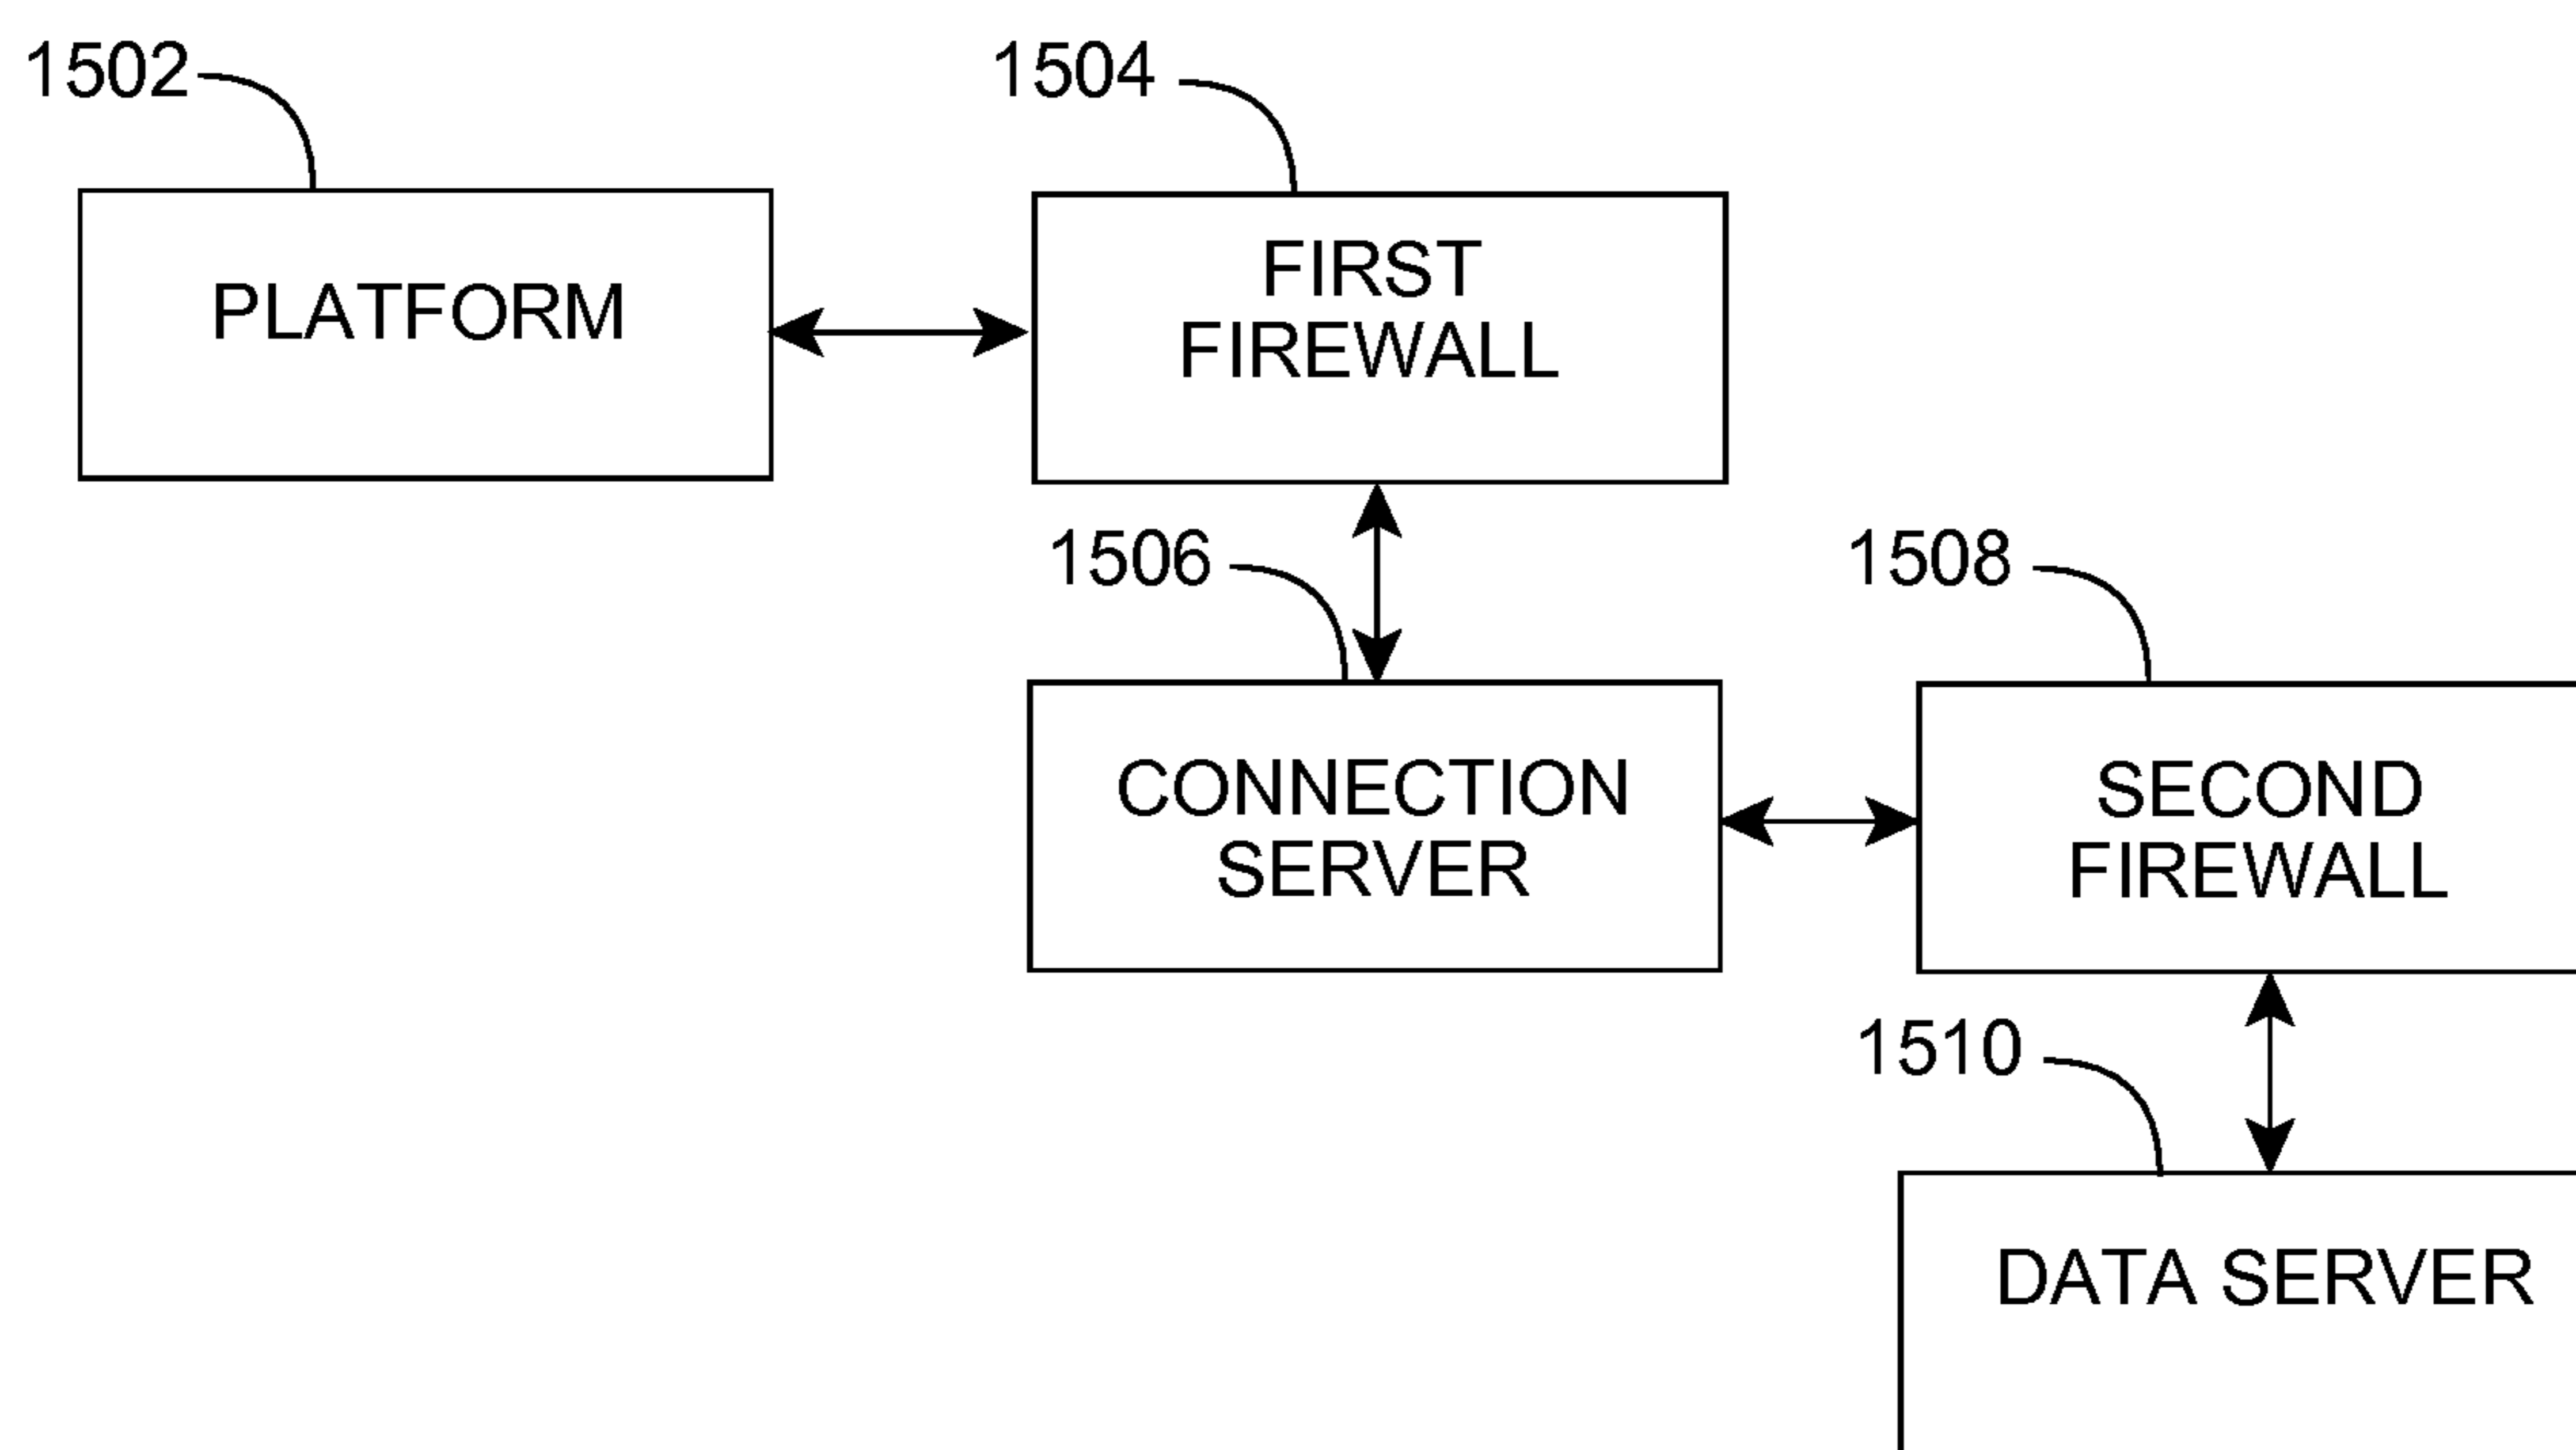 1502
1504
PLATFORM
FIRST
FIREWALL
1506
1508
CONNECTION
SERVER
SECOND
FIREWALL
1510
DATA SERVER